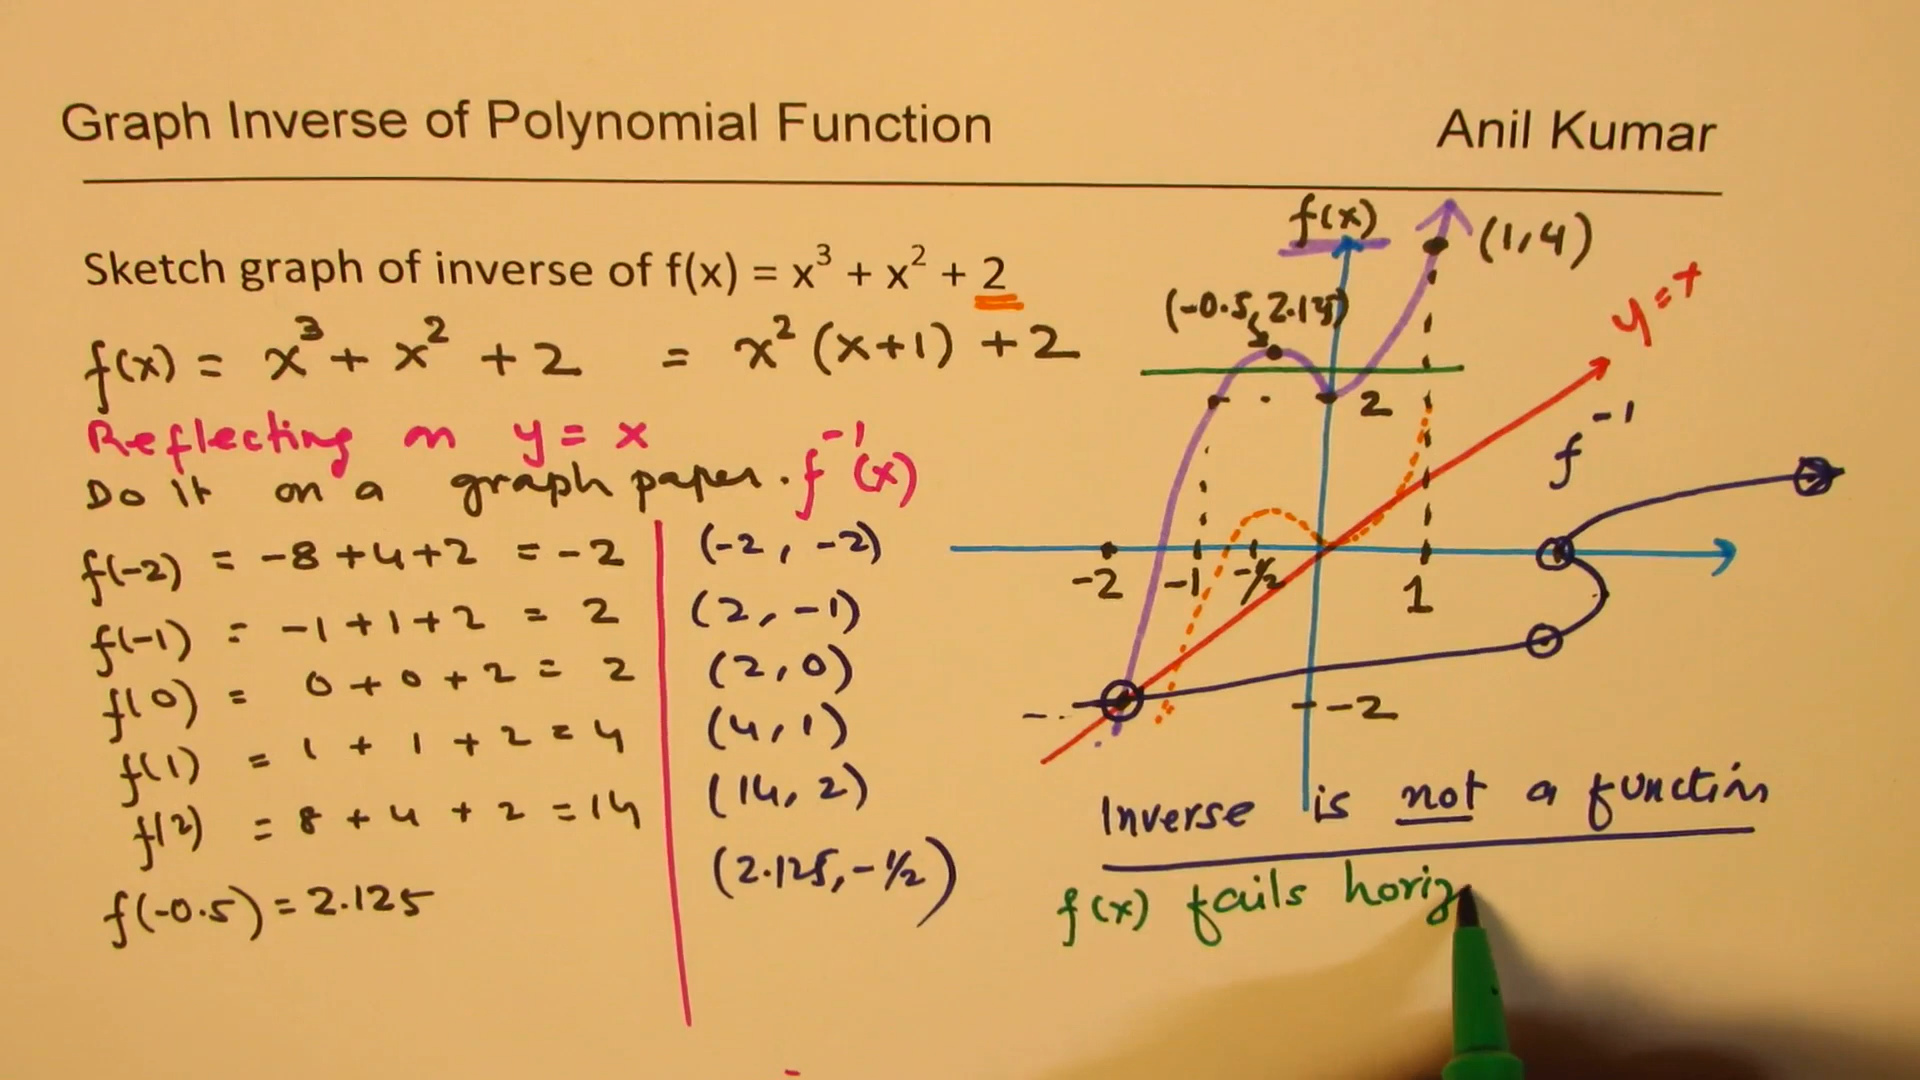 Graph Inverse of Polynomial Function
Anil Kumar
Sketch graph of inverse of f(x) = x³ + x² + 2
f(x) = x³ + x² + 2 = x² (x+1) + 2
Reflecting on y = x
Do it on a graph paper. f⁻¹(x)
f(-2) = -8 +4+2 = -2
(-2, -2)
f(-1) = -1+1+2 = 2
(2, -1)
f(0) = 0+0+2 = 2
(2, 0)
f(1) = 1 + 1 + 2 = 4
(4, 1)
f(2) = 8 + 4 + 2 = 14
(14, 2)
f(-0.5) = 2.125
(2.125, -½)
f(x)
(1,4)
(-0.5, 2.125)
y = x
2
f⁻¹
-2 -1 -½ 1
-2
Inverse is not a function
f(x) fails horiz